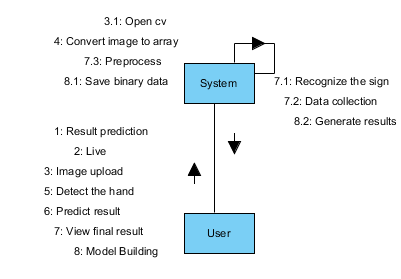 3.1: Open cv
4: Convert image to array
7.3: Preprocess
8.1: Save binary data
System
7.1: Recognize the sign
7.2: Data collection
8.2: Generate results
1: Result prediction
2: Live
3: Image upload
5: Detect the hand
6: Predict result
7: View final result
8: Model Building
User